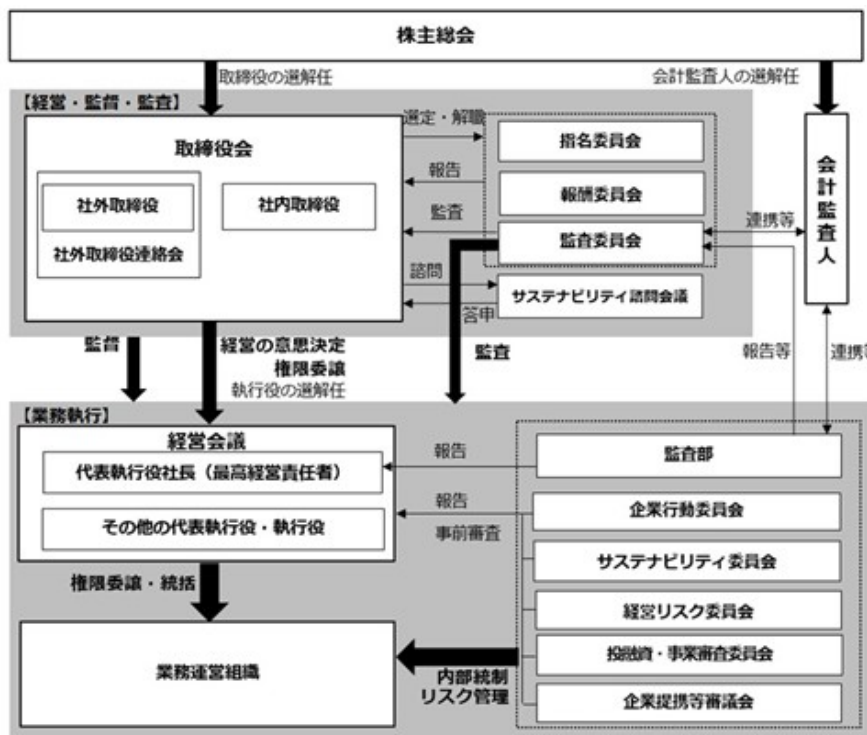 株主総会
取締役の選解任
会計監査人の選解任
【経営・監督・監査】
取締役会
社外取締役
社内取締役
社外取締役連絡会
選定・解職
報告
監査
諮問
答申
指名委員会
報酬委員会
監査委員会
サステナビリティ諮問会議
連携等
会計監査人
監督
経営の意思決定
権限委譲
執行役の選解任
監査
報告等
連携等
【業務執行】
経営会議
代表執行役社長（最高経営責任者）
その他の代表執行役・執行役
報告
報告
事前審査
監査部
企業行動委員会
サステナビリティ委員会
経営リスク委員会
投融資・事業審査委員会
企業提携等審議会
権限委譲・統括
業務運営組織
内部統制
リスク管理